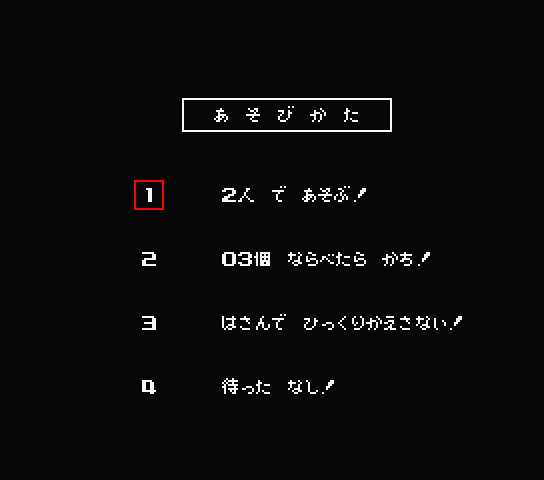 あそびかた
1 2人 で あそぶ!
2 03個 ならべたら かち!
3 はさんで ひっくりかえさない!
4 待った なし!